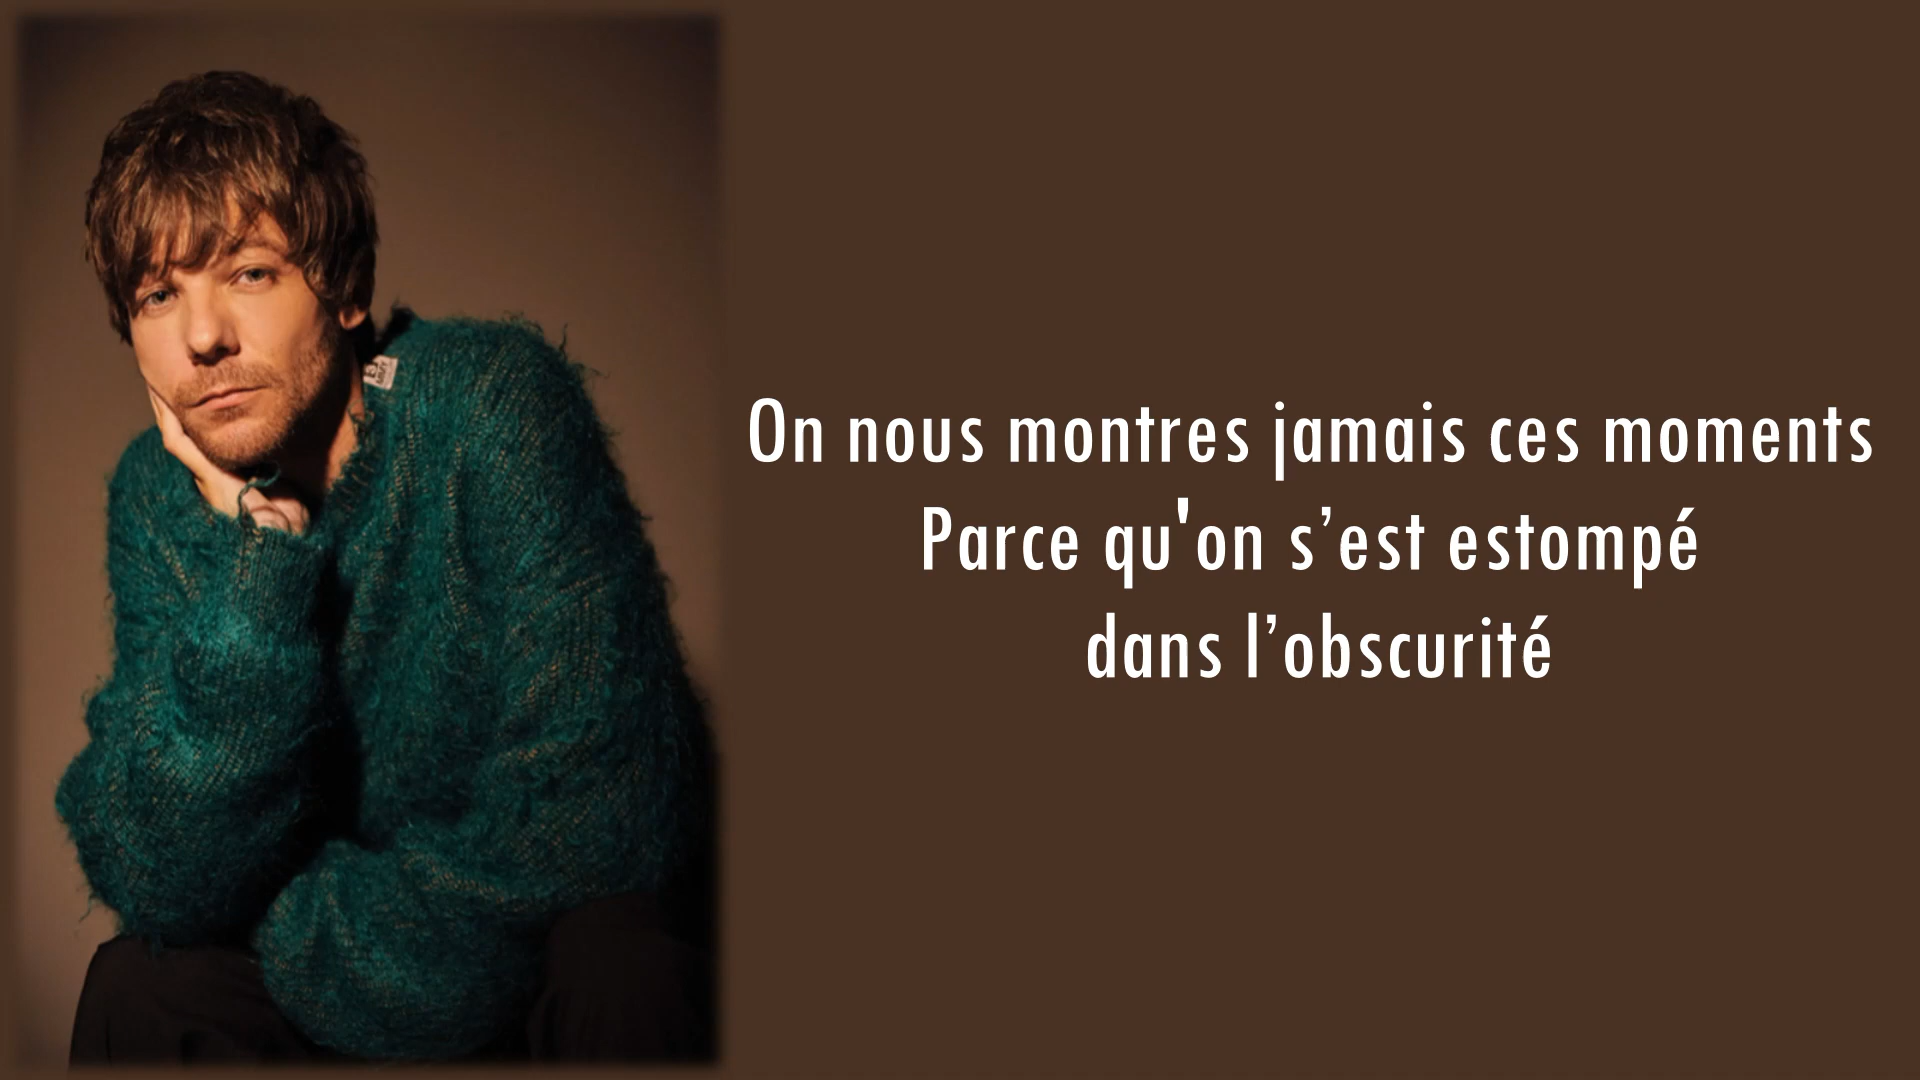 On nous montres jamais ces moments
Parce qu'on s’est estompé
dans l’obscurité